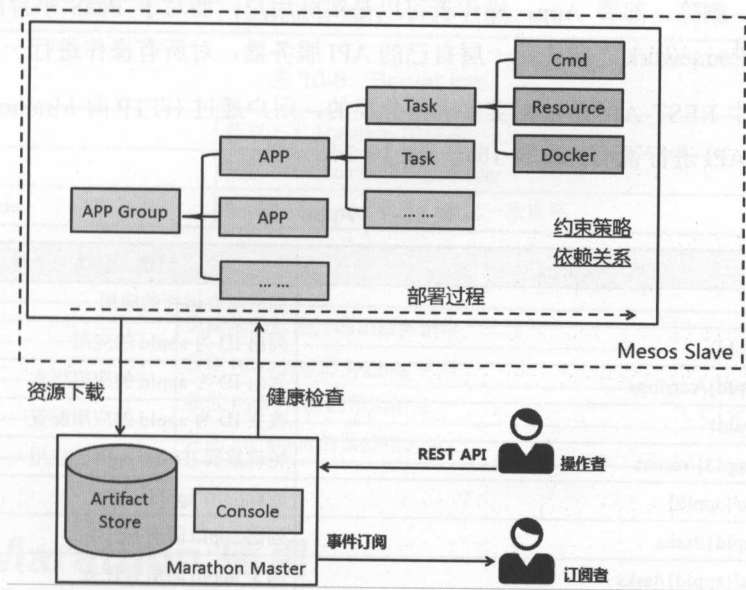 Cmd
Task
Resource
APP
Task
Docker
APP Group
APP
... ...
约束策略
依赖关系
... ...
部署过程
Mesos Slave
资源下载
健康检查
REST API
操作者
Artifact
Store
Console
事件订阅
Marathon Master
订阅者